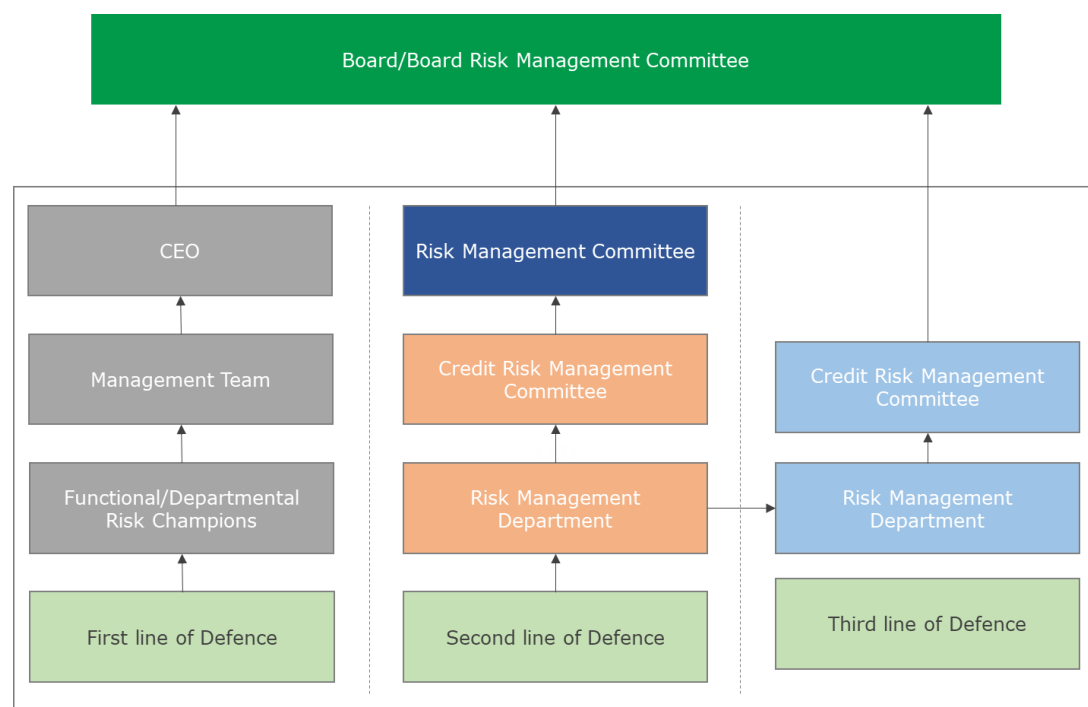 Board/Board Risk Management Committee
CEO
Management Team
Functional/Departmental
Risk Champions
First line of Defence
Risk Management Committee
Credit Risk Management
Committee
Risk Management
Department
Second line of Defence
Credit Risk Management
Committee
Risk Management
Department
Third line of Defence